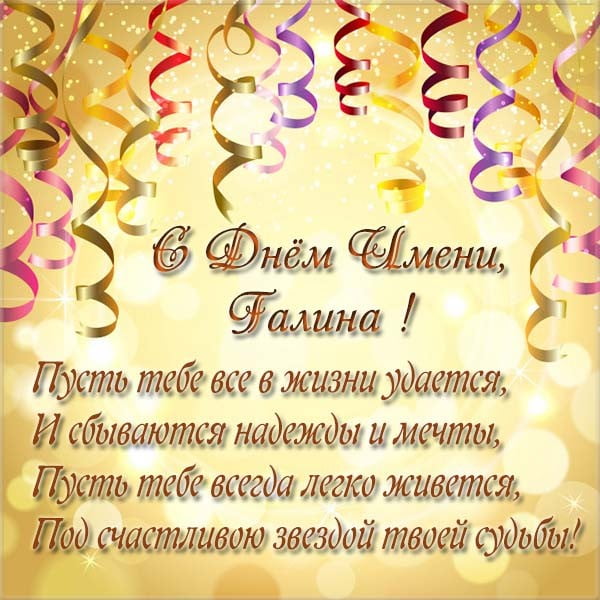 С Днём Имени,
Галина !
Пусть тебе все в жизни удается,
И сбываются надежды и мечты,
Пусть тебе всегда легко живется,
Под счастливою звездой твоей судьбы!